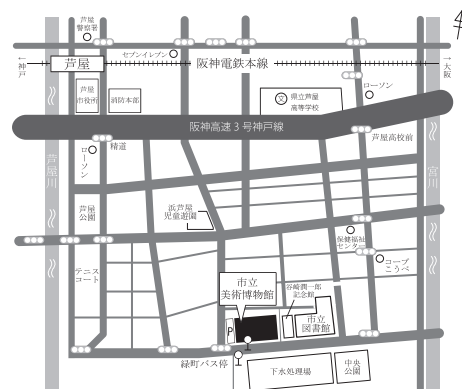 芦屋
警察署
セブンイレブン
←神戸
芦屋
阪神電鉄本線
→大阪
芦屋
市役所
消防本部
文
県立芦屋
高等学校
ローソン
阪神高速3号神戸線
ローソン
精道
芦屋高校前
芦屋川
宮川
芦屋
公園
浜芦屋
児童遊園
保健福祉
センター
コープ
こうべ
テニス
コート
市立
美術博物館
谷崎潤一郎
記念館
市立
図書館
P
緑町バス停
下水処理場
中央
公園